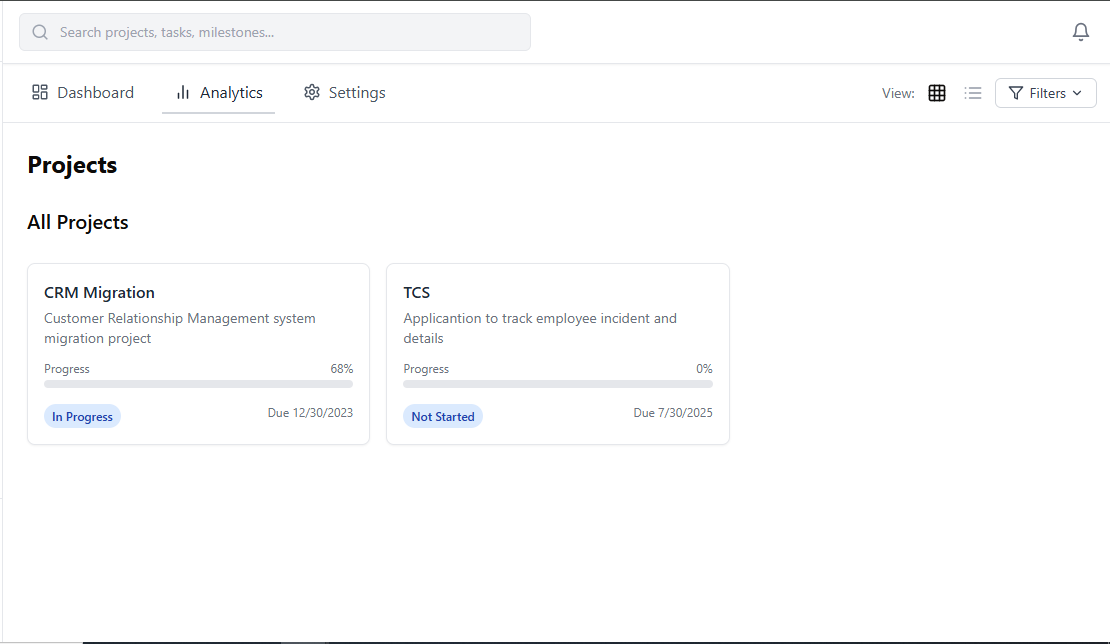 Search projects, tasks, milestones...
Dashboard
Analytics
Settings
View:
Filters
Projects
All Projects
CRM Migration
Customer Relationship Management system
migration project
Progress
68%
In Progress
Due 12/30/2023
TCS
Applicantion to track employee incident and
details
Progress
0%
Not Started
Due 7/30/2025